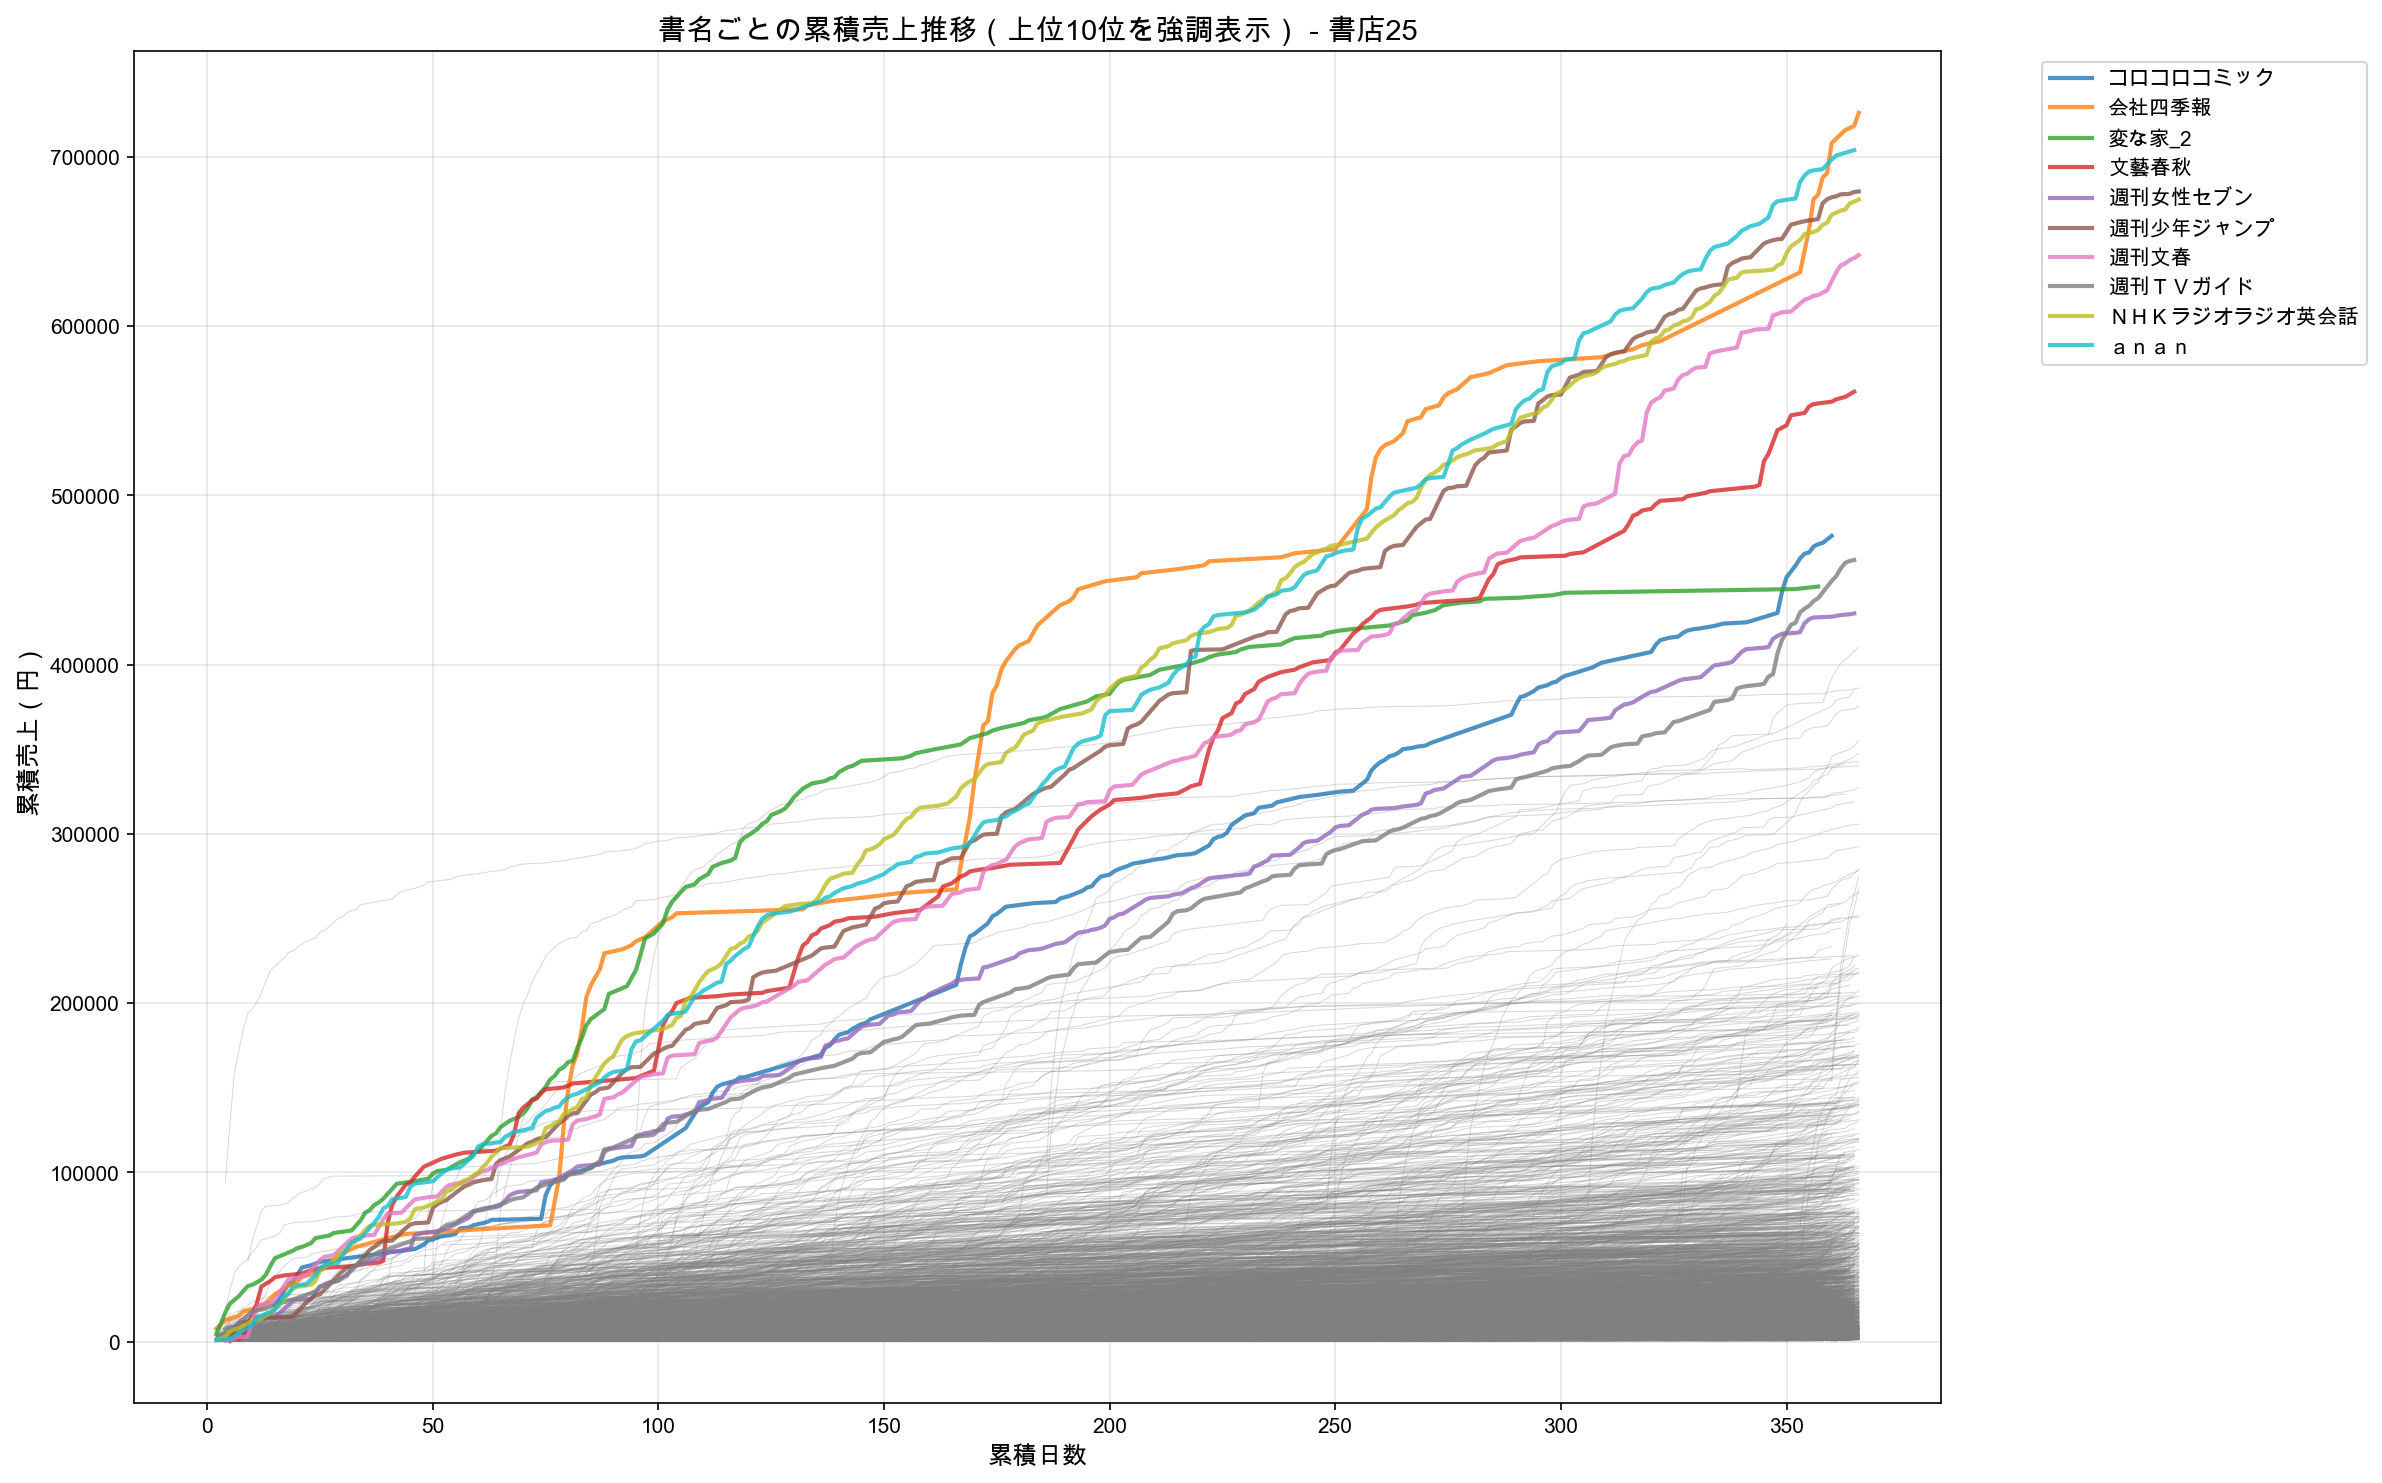 書名ごとの累積売上推移（上位10位を強調表示） - 書店25
コロコロコミック
会社四季報
変な家_2
文藝春秋
週刊女性セブン
週刊少年ジャンプ
週刊文春
週刊ＴＶガイド
ＮＨＫラジオラジオ英会話
ａｎａｎ
700000
600000
500000
400000
300000
200000
100000
0
累積売上（円）
0 50 100 150 200 250 300 350
累積日数